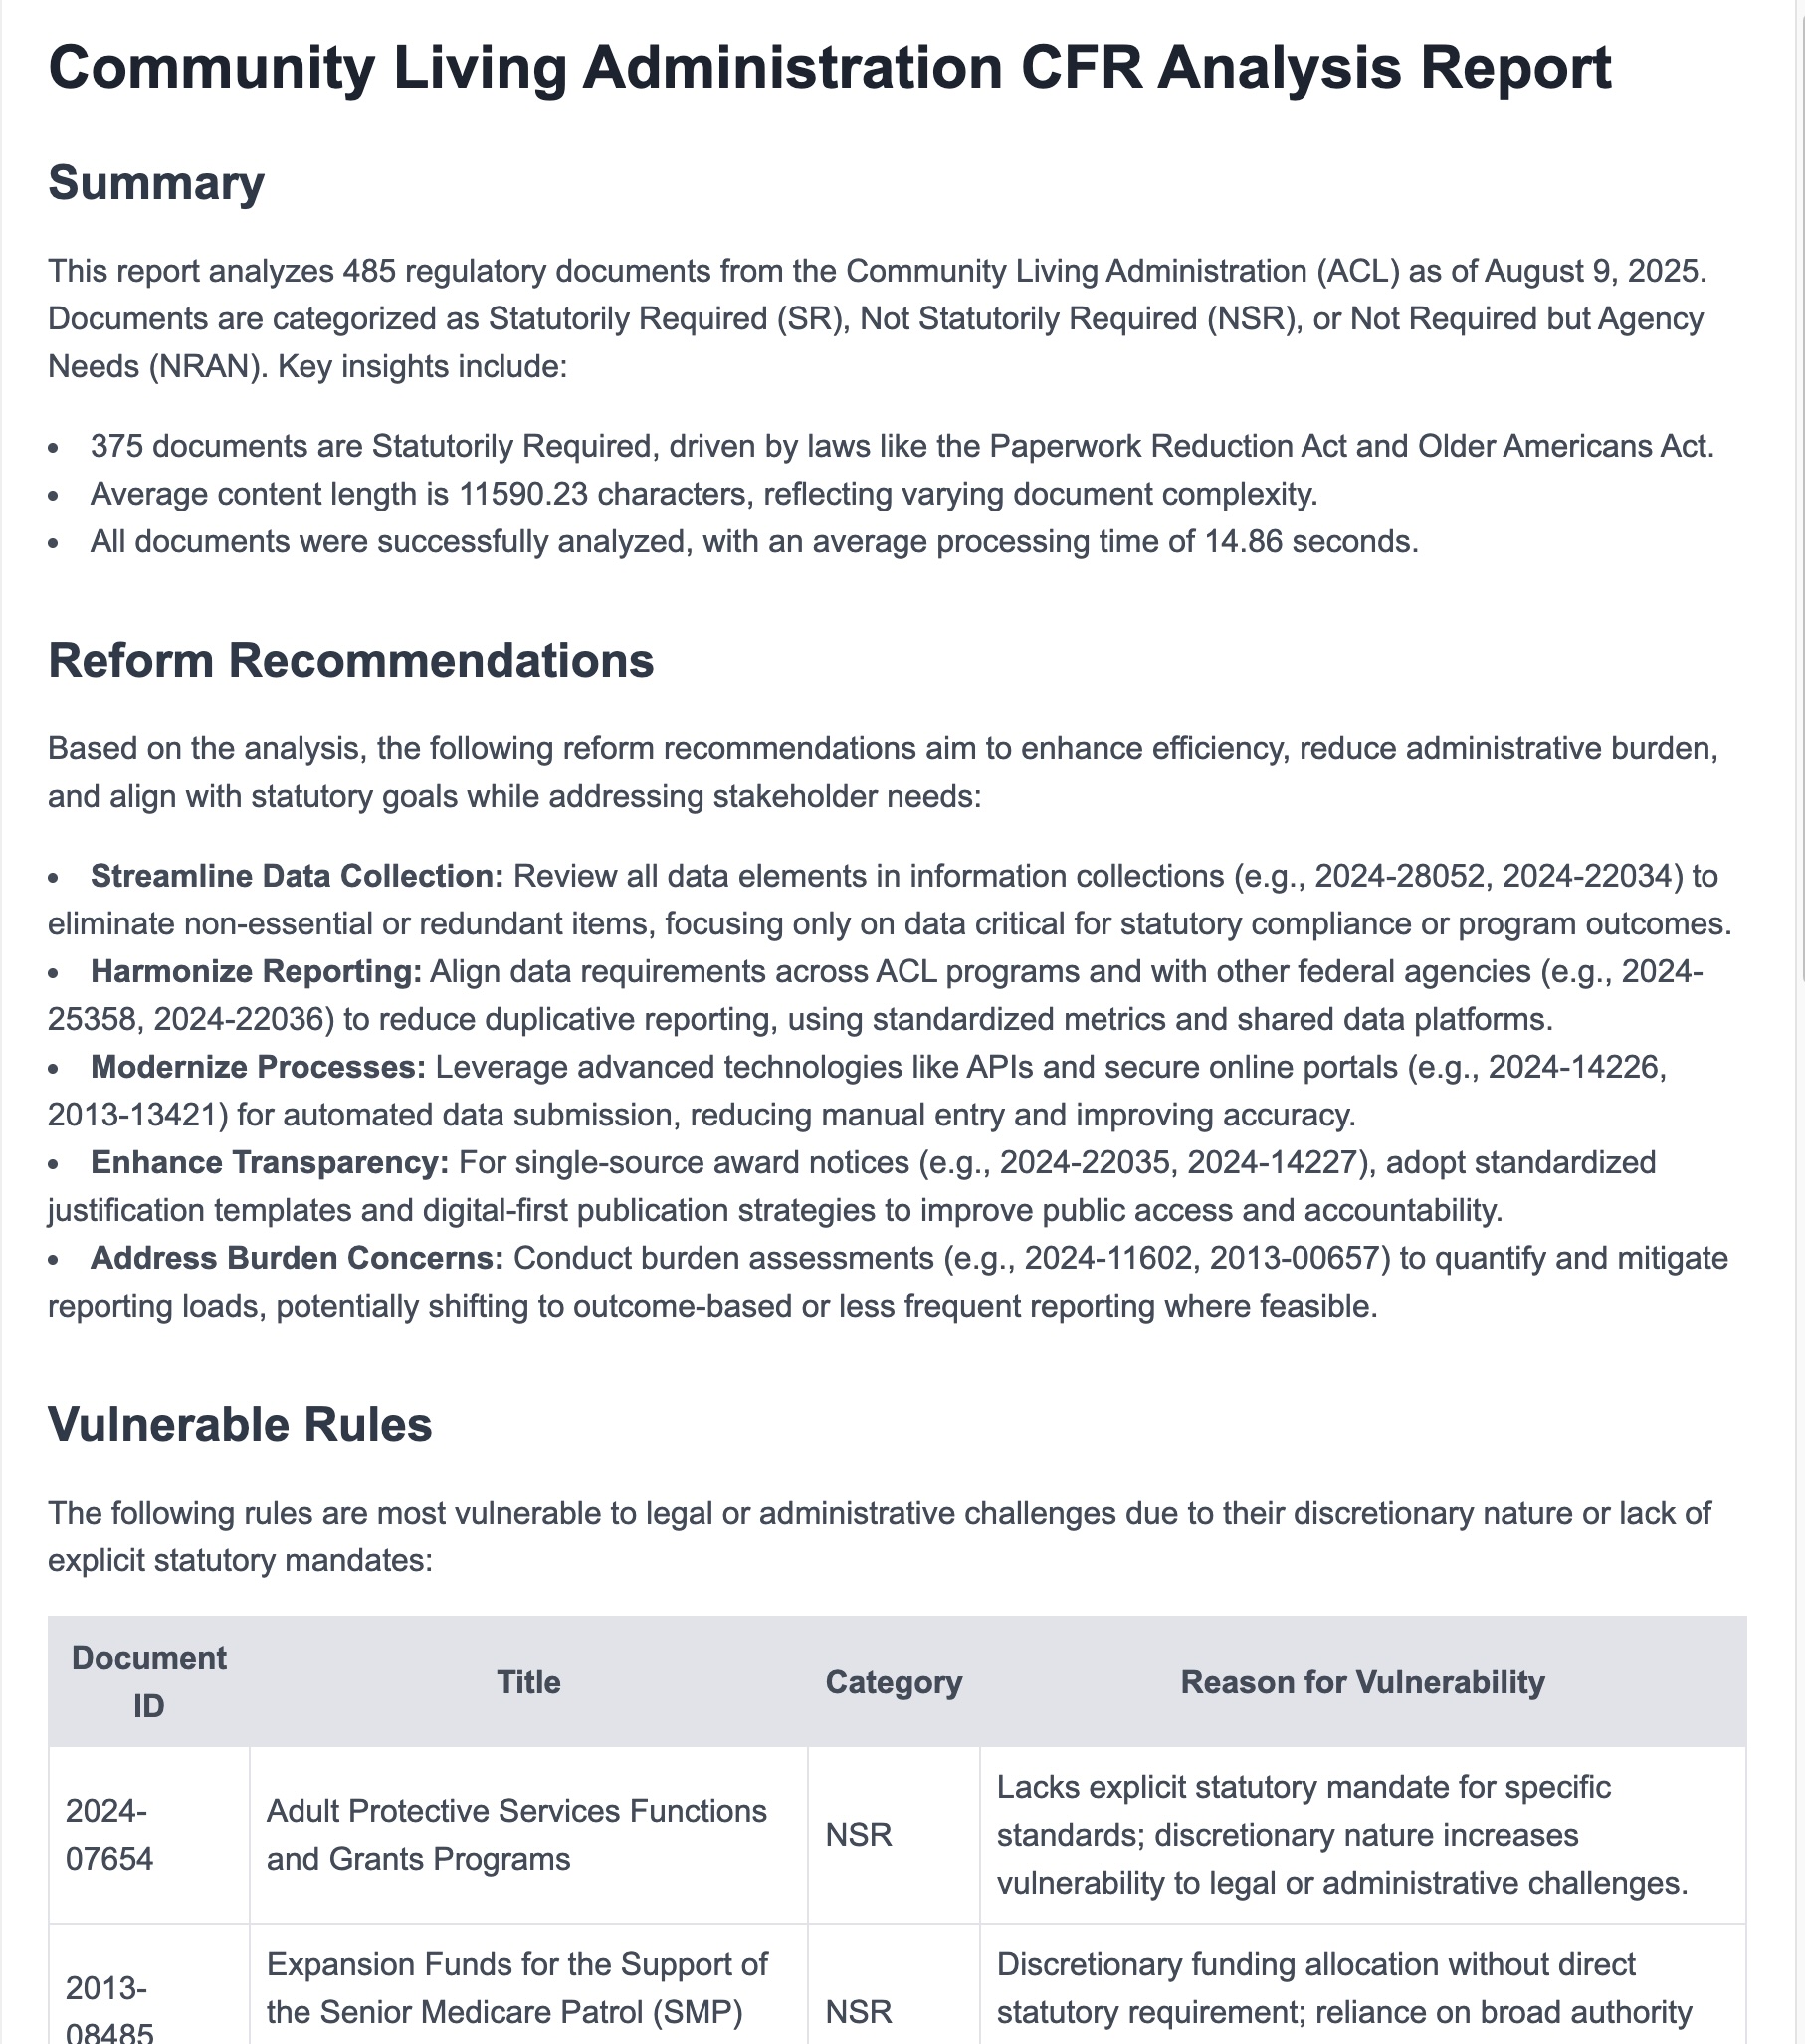 Community Living Administration CFR Analysis Report
Summary
This report analyzes 485 regulatory documents from the Community Living Administration (ACL) as of August 9, 2025.
Documents are categorized as Statutorily Required (SR), Not Statutorily Required (NSR), or Not Required but Agency
Needs (NRAN). Key insights include:
• 375 documents are Statutorily Required, driven by laws like the Paperwork Reduction Act and Older Americans Act.
• Average content length is 11590.23 characters, reflecting varying document complexity.
• All documents were successfully analyzed, with an average processing time of 14.86 seconds.
Reform Recommendations
Based on the analysis, the following reform recommendations aim to enhance efficiency, reduce administrative burden,
and align with statutory goals while addressing stakeholder needs:
• Streamline Data Collection: Review all data elements in information collections (e.g., 2024-28052, 2024-22034) to
eliminate non-essential or redundant items, focusing only on data critical for statutory compliance or program outcomes.
• Harmonize Reporting: Align data requirements across ACL programs and with other federal agencies (e.g., 2024-
25358, 2024-22036) to reduce duplicative reporting, using standardized metrics and shared data platforms.
• Modernize Processes: Leverage advanced technologies like APIs and secure online portals (e.g., 2024-14226,
2013-13421) for automated data submission, reducing manual entry and improving accuracy.
• Enhance Transparency: For single-source award notices (e.g., 2024-22035, 2024-14227), adopt standardized
justification templates and digital-first publication strategies to improve public access and accountability.
• Address Burden Concerns: Conduct burden assessments (e.g., 2024-11602, 2013-00657) to quantify and mitigate
reporting loads, potentially shifting to outcome-based or less frequent reporting where feasible.
Vulnerable Rules
The following rules are most vulnerable to legal or administrative challenges due to their discretionary nature or lack of
explicit statutory mandates:
Document
ID
Title
Category
Reason for Vulnerability
2024-
07654
Adult Protective Services Functions
and Grants Programs
NSR
Lacks explicit statutory mandate for specific
standards; discretionary nature increases
vulnerability to legal or administrative challenges.
2013-
08485
Expansion Funds for the Support of
the Senior Medicare Patrol (SMP)
NSR
Discretionary funding allocation without direct
statutory requirement; reliance on broad authority